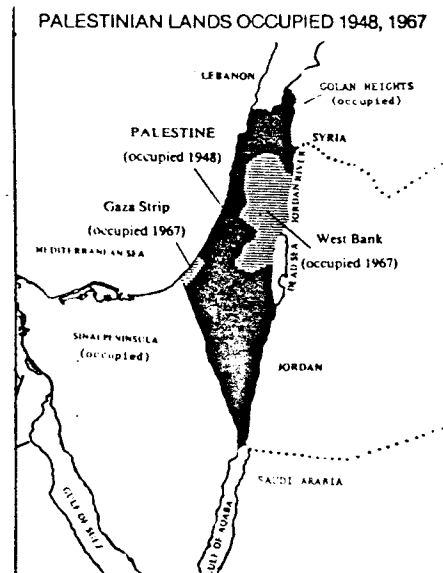 PALESTINIAN LANDS OCCUPIED 1948, 1967
LEBANON
GOLAN HEIGHTS
(occupied)
SYRIA
PALESTINE
(occupied 1948)
JORDAN RIVER
Gaza Strip
(occupied 1967)
West Bank
(occupied 1967)
MEDITERRANEAN SEA
DEAD SEA
SINAI PENINSULA
(occupied)
JORDAN
SAUDI ARABIA
GULF OF SUEZ
GULF OF AQABA